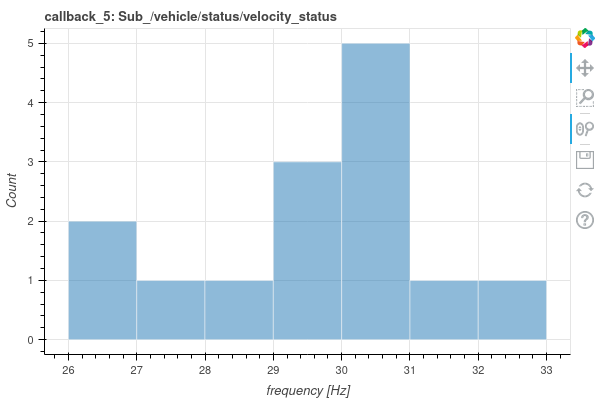 callback_5: Sub_/vehicle/status/velocity_status
5
4
3
2
1
0
Count
26 27 28 29 30 31 32 33
frequency [Hz]